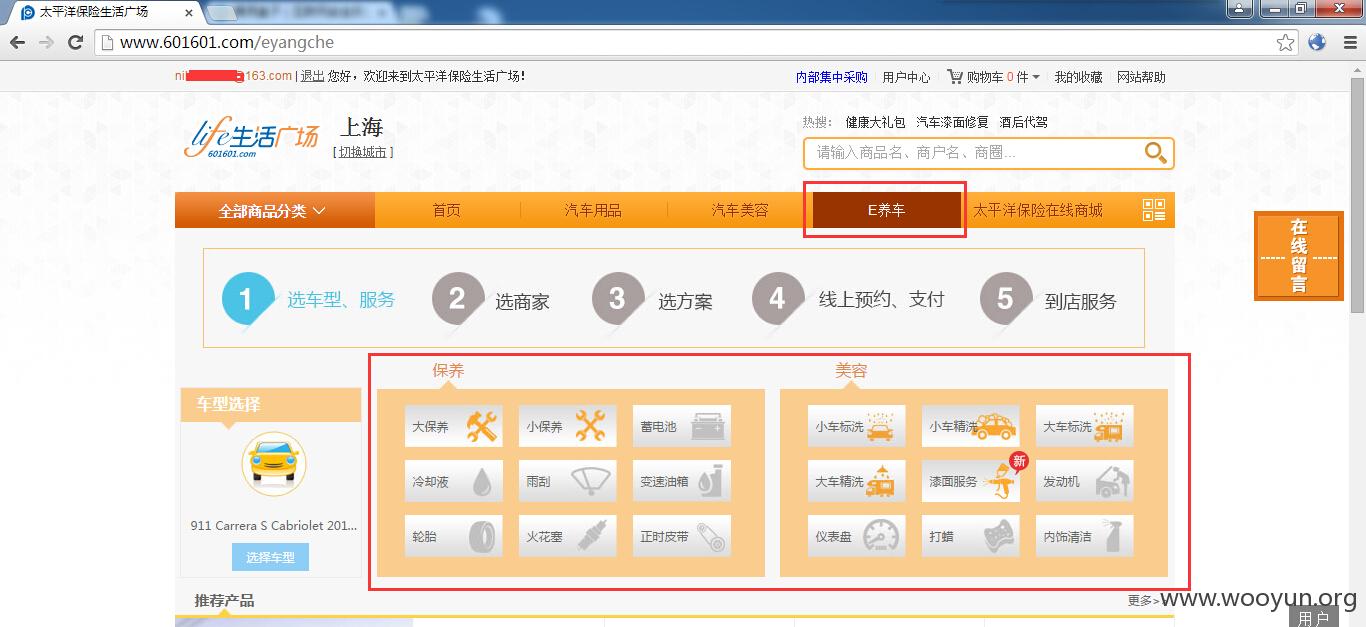 太平洋保险生活广场
www.601601.com/eyangche
ni 163.com | 退出 您好，欢迎来到太平洋保险生活广场！
内部集中采购 用户中心 购物车 0 件 我的收藏 网站帮助
life生活广场
601601.com
上海
[ 切换城市 ]
热搜： 健康大礼包 汽车漆面修复 酒后代驾
请输入商品名、商户名、商圈...
全部商品分类 首页 汽车用品 汽车美容 E养车 太平洋保险在线商城
在线留言
1 选车型、服务 2 选商家 3 选方案 4 线上预约、支付 5 到店服务
车型选择
911 Carrera S Cabriolet 201...
选择车型
保养
大保养 小保养 蓄电池
冷却液 雨刮 变速油箱
轮胎 火花塞 正时皮带
美容
小车标洗 小车精洗 大车标洗
大车精洗 漆面服务 新 发动机
仪表盘 打蜡 内饰清洁
推荐产品
更多>
www.wooyun.org
用户